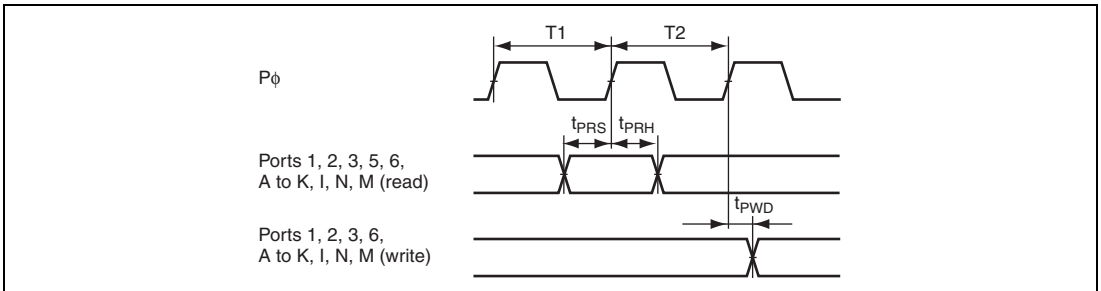 T1 T2
Pϕ
tPRS tPRH
Ports 1, 2, 3, 5, 6,
A to K, I, N, M (read)
tPWD
Ports 1, 2, 3, 6,
A to K, I, N, M (write)